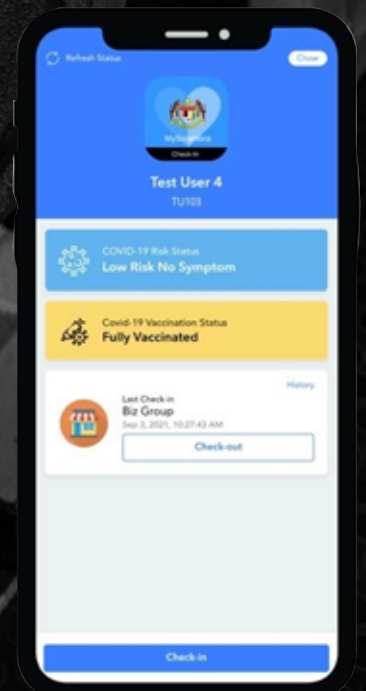 Refresh Status
Close
MySejahtera
Check-In
Test User 4
TU103
COVID-19 Risk Status
Low Risk No Symptom
Covid-19 Vaccination Status
Fully Vaccinated
History
Last Check-in
Biz Group
Sep 3, 2021, 10:27:43 AM
Check-out
Check-in